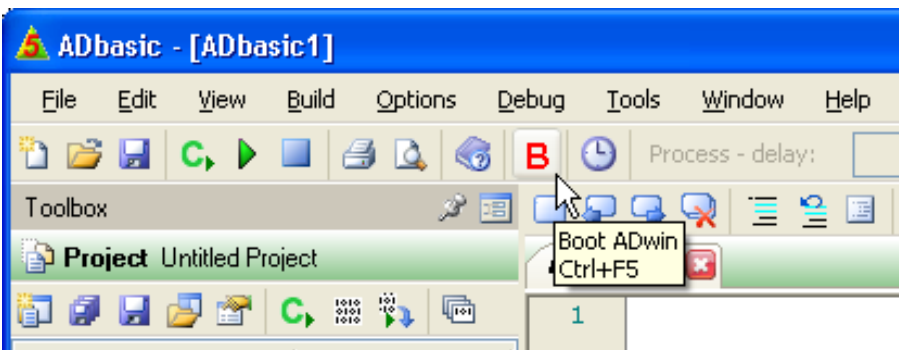 ADbasic - [ADbasic1]
File Edit View Build Options Debug Tools Window Help
B Process - delay:
Toolbox
Boot ADwin
Ctrl+F5
Project Untitled Project
1